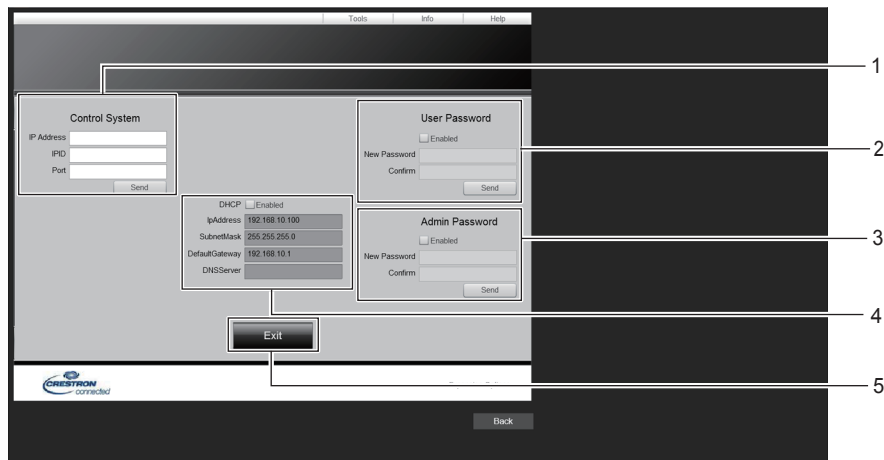 Tools Info Help
1
Control System
IP Address
IPID
Port
Send
User Password
Enabled
New Password
Confirm
Send
2
DHCP Enabled
IpAddress 192.168.10.100
SubnetMask 255.255.255.0
DefaultGateway 192.168.10.1
DNSServer
Admin Password
Enabled
New Password
Confirm
Send
3
4
Exit
5
CRESTRON
connected
Back